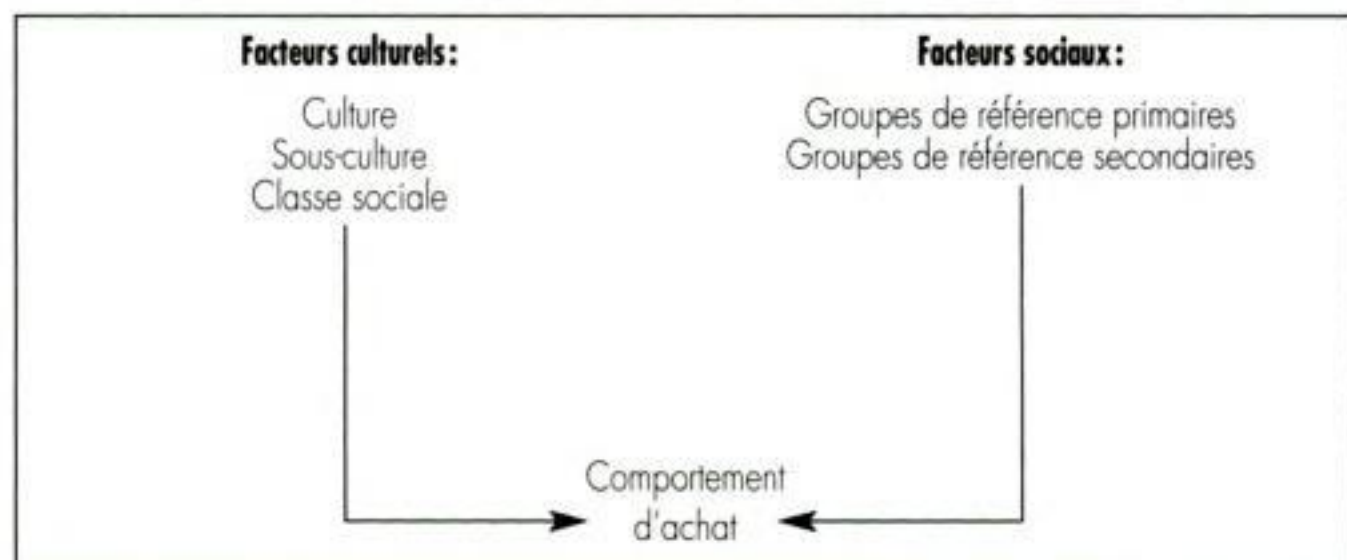 Facteurs culturels :
Culture
Sous-culture
Classe sociale
Facteurs sociaux :
Groupes de référence primaires
Groupes de référence secondaires
Comportement
d'achat